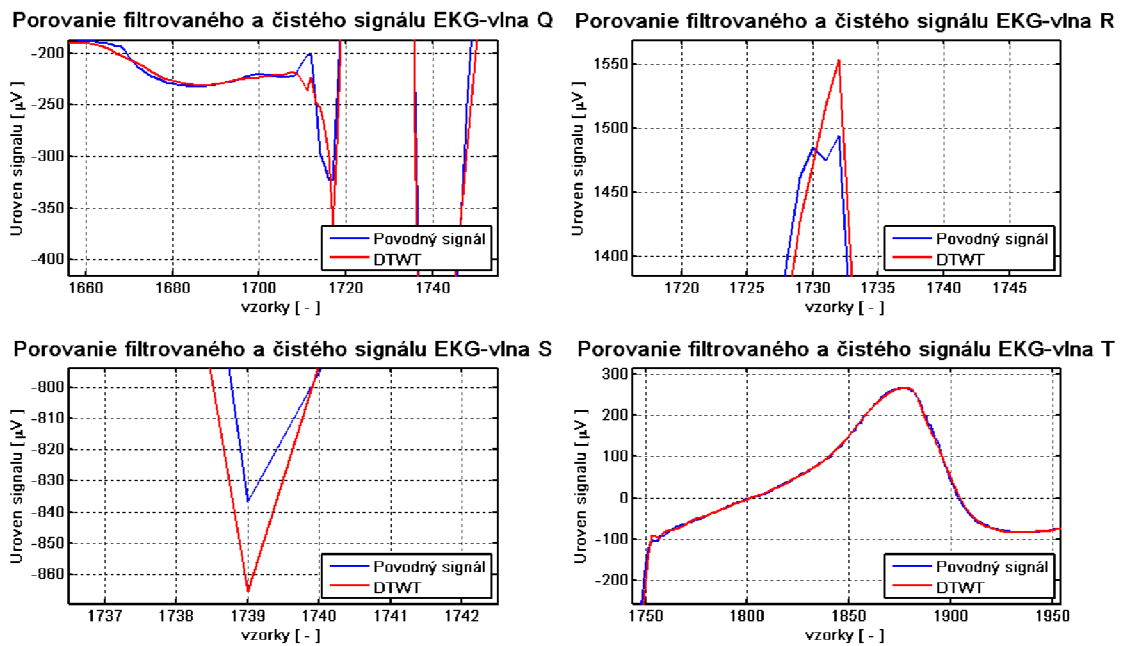 Porovanie filtrovaného a čistého signálu EKG-vlna Q
Uroven signalu [ μV ]
-200
-250
-300
-350
-400
1660
1680
1700
1720
1740
vzorky [ - ]
Povodný signál
DTWT
Porovanie filtrovaného a čistého signálu EKG-vlna R
Uroven signalu [ μV ]
1550
1500
1450
1400
1720
1725
1730
1735
1740
1745
vzorky [ - ]
Povodný signál
DTWT
Porovanie filtrovaného a čistého signálu EKG-vlna S
Uroven signalu [ μV ]
-800
-810
-820
-830
-840
-850
-860
1737
1738
1739
1740
1741
1742
vzorky [ - ]
Povodný signál
DTWT
Porovanie filtrovaného a čistého signálu EKG-vlna T
Uroven signalu [ μV ]
300
200
100
0
-100
-200
1750
1800
1850
1900
1950
vzorky [ - ]
Povodný signál
DTWT